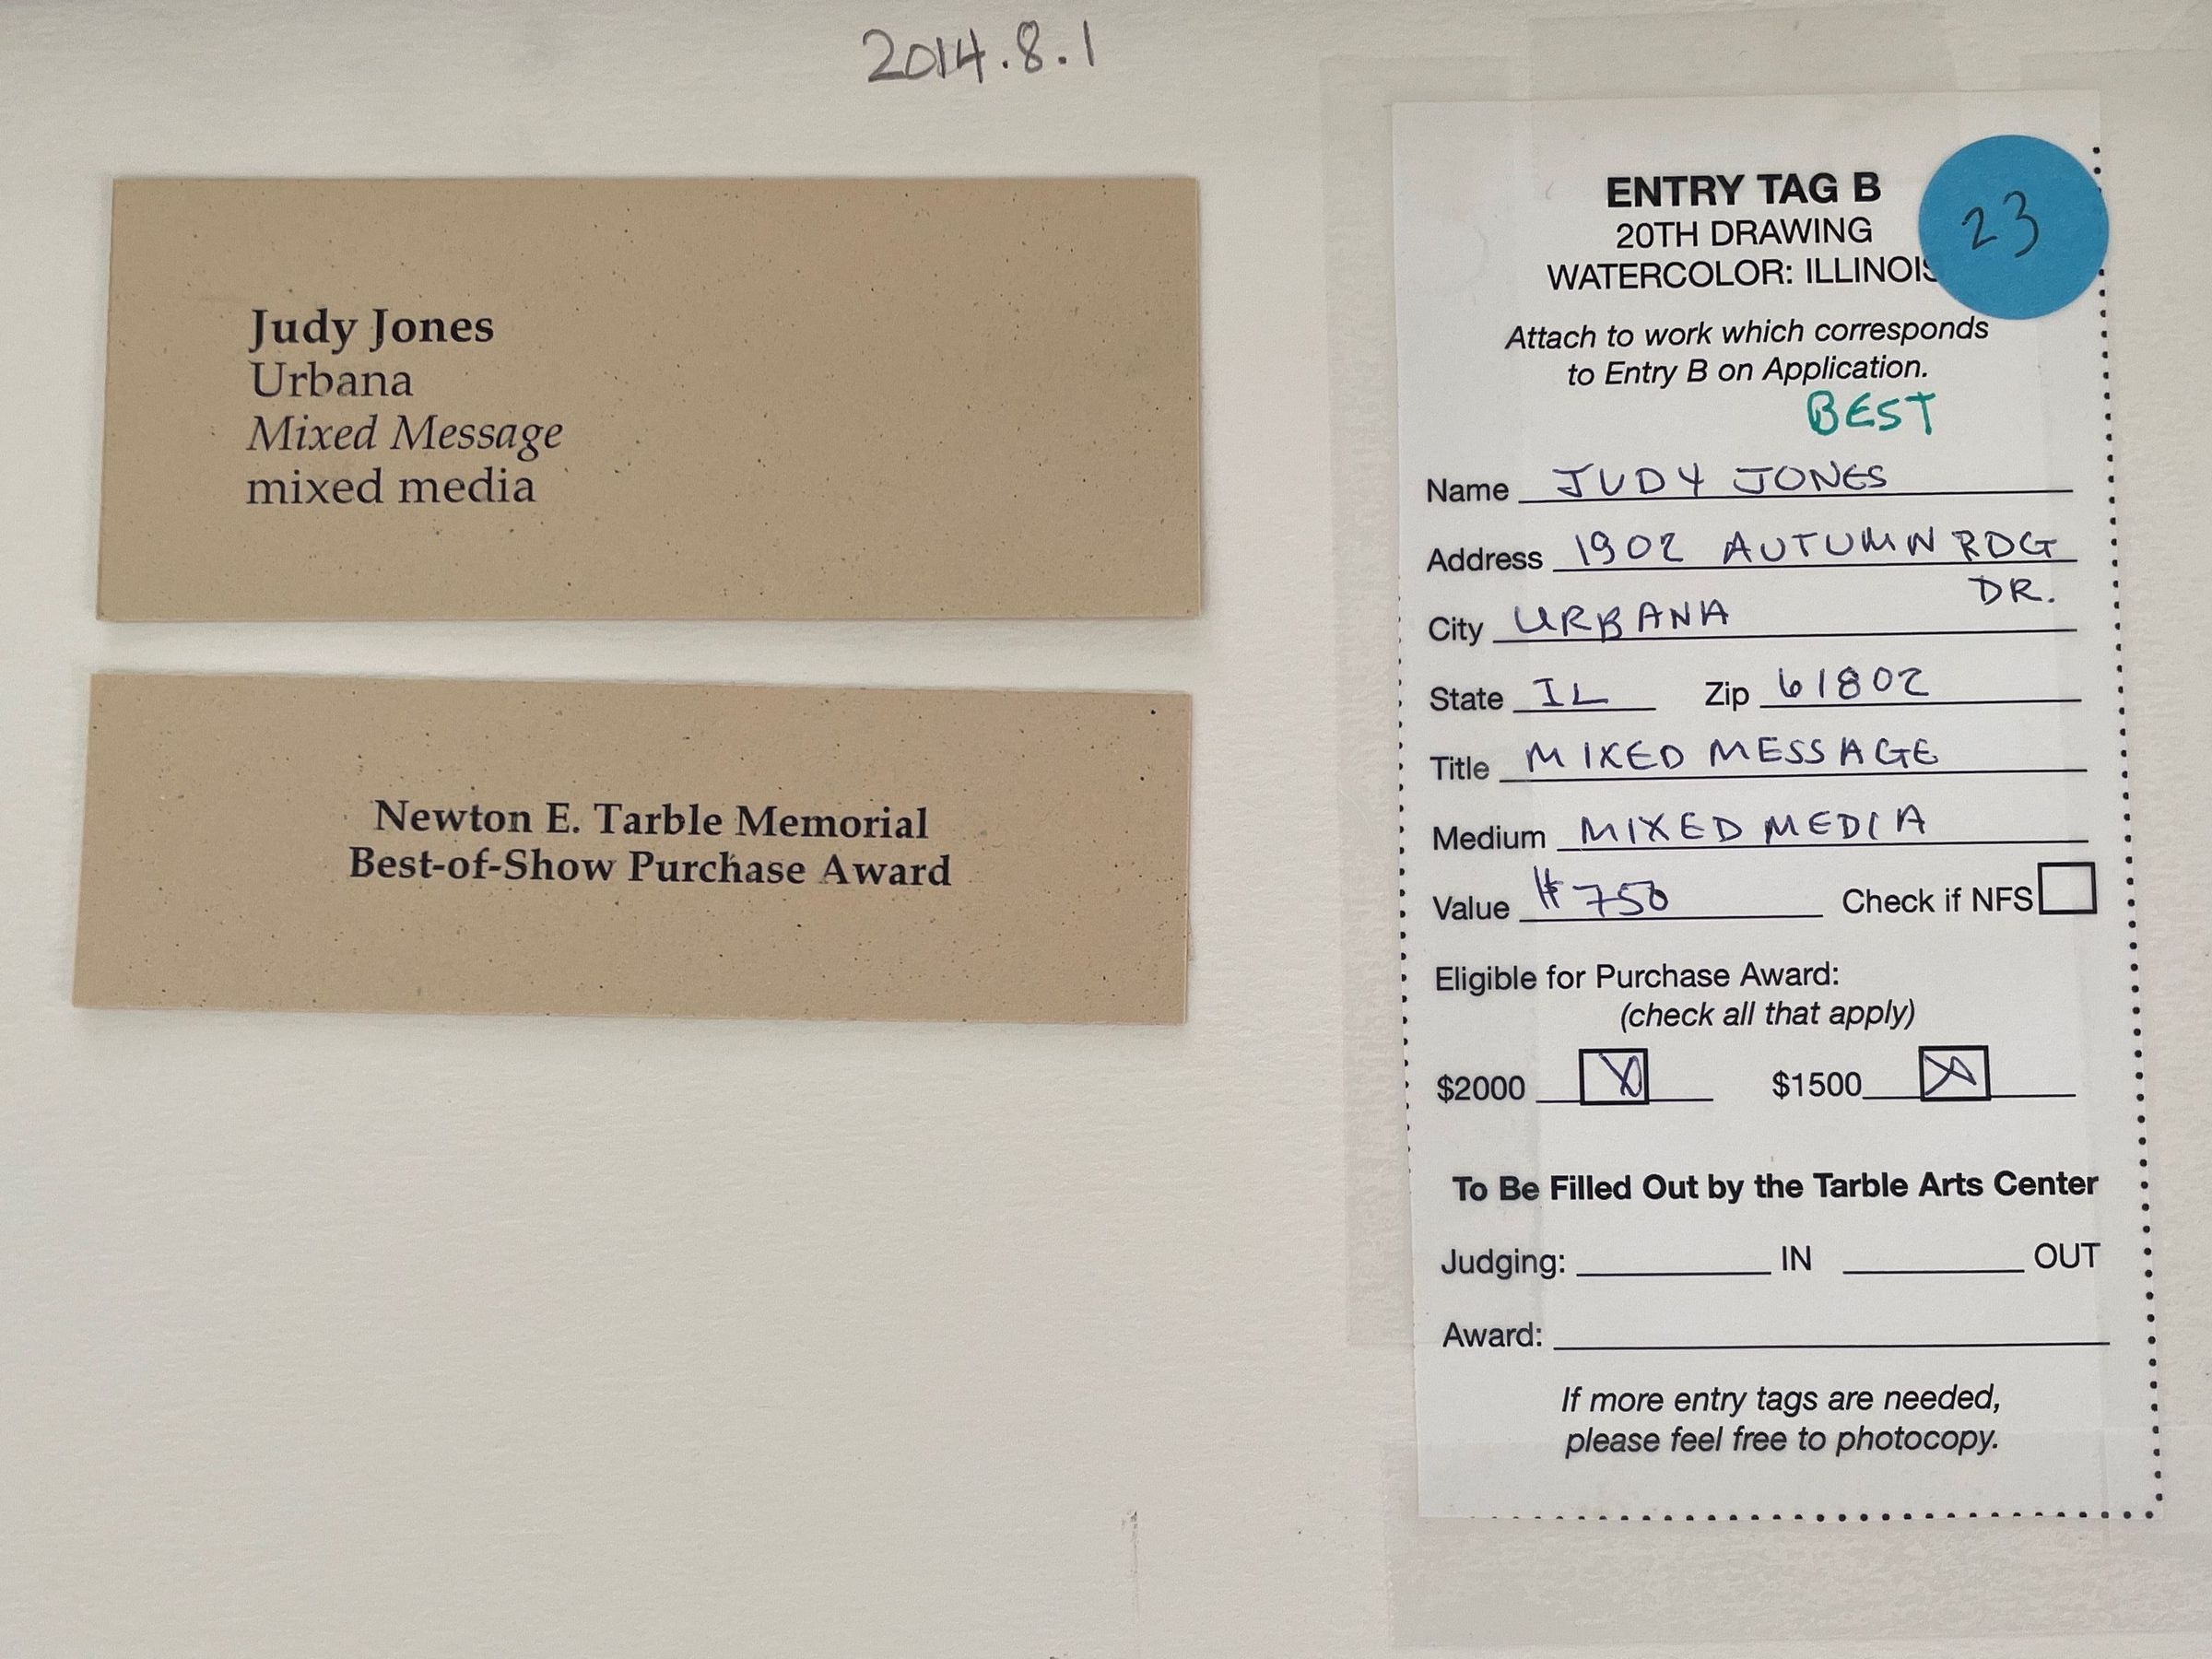 2014.8.1
Judy Jones
Urbana
Mixed Message
mixed media
Newton E. Tarble Memorial
Best-of-Show Purchase Award
ENTRY TAG B
20TH DRAWING
WATERCOLOR: ILLINOIS
23
Attach to work which corresponds
to Entry B on Application.
BEST
Name JUDY JONES
Address 1902 AUTUMN RDG
DR.
City URBANA
State IL Zip 61802
Title MIXED MESSAGE
Medium MIXED MEDIA
Value $750 Check if NFS
Eligible for Purchase Award:
(check all that apply)
$2000 X $1500 X
To Be Filled Out by the Tarble Arts Center
Judging: IN OUT
Award:
If more entry tags are needed,
please feel free to photocopy.